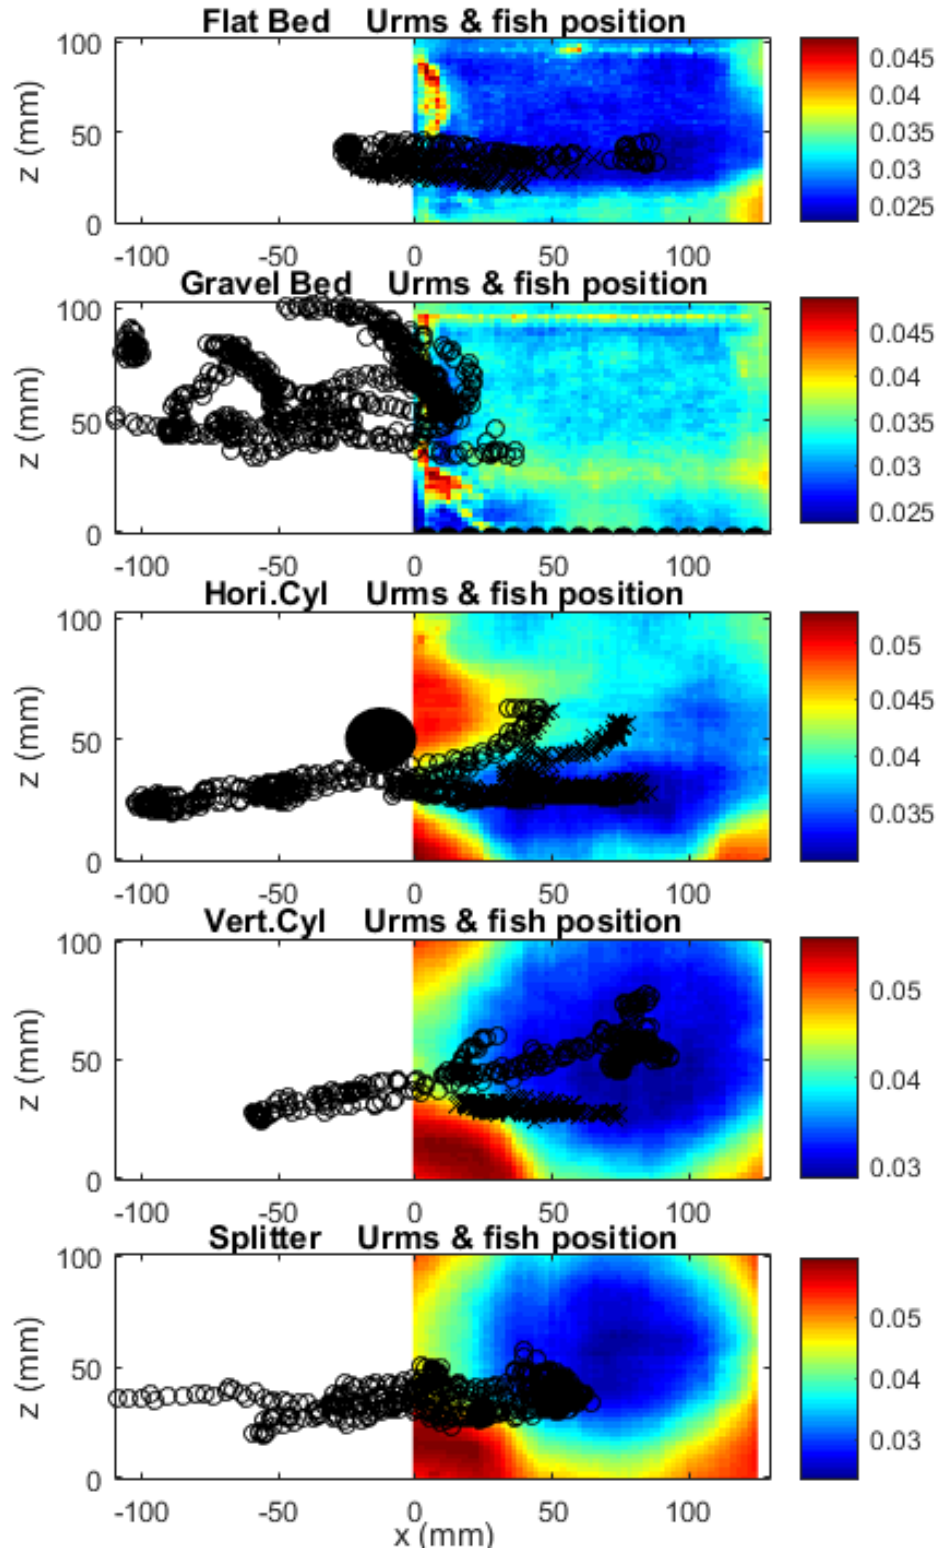 Flat Bed Urms & fish position
100
50
0
z (mm)
-100 -50 0 50 100
0.045
0.04
0.035
0.03
0.025
Gravel Bed Urms & fish position
100
50
0
z (mm)
-100 -50 0 50 100
0.045
0.04
0.035
0.03
0.025
Hori.Cyl Urms & fish position
100
50
0
z (mm)
-100 -50 0 50 100
0.05
0.045
0.04
0.035
Vert.Cyl Urms & fish position
100
50
0
z (mm)
-100 -50 0 50 100
0.05
0.04
0.03
Splitter Urms & fish position
100
50
0
z (mm)
-100 -50 0 50 100
x (mm)
0.05
0.04
0.03